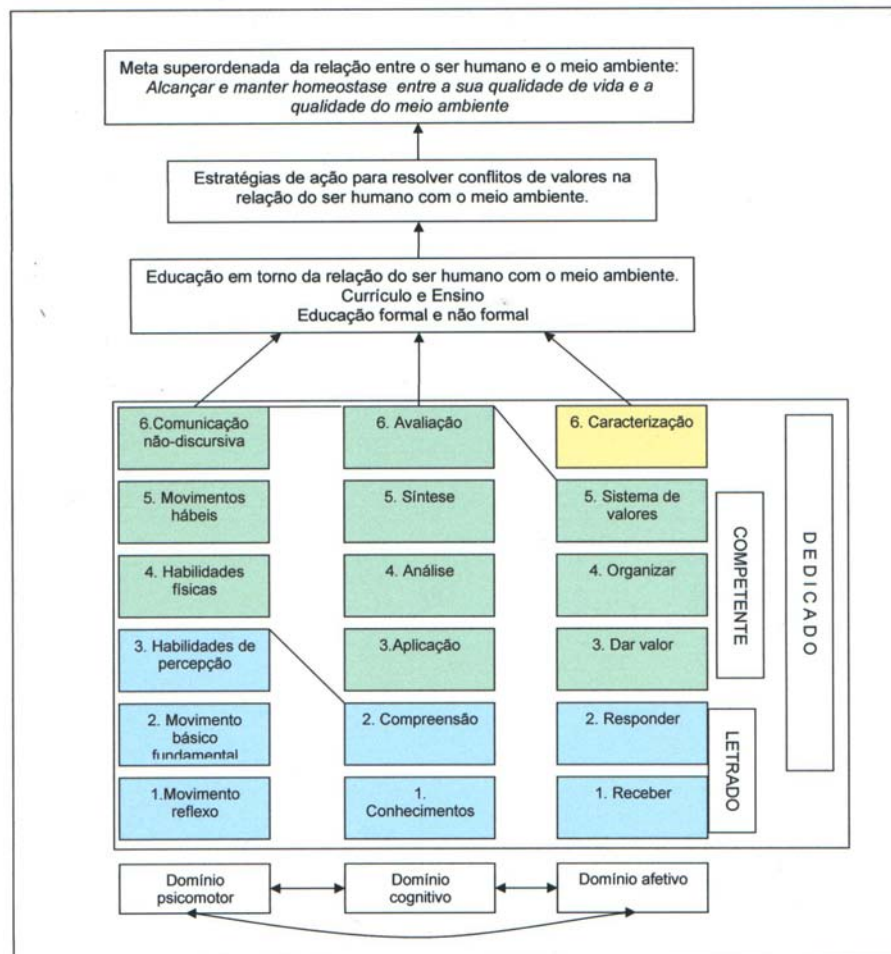 Meta superordenada da relação entre o ser humano e o meio ambiente:
Alcançar e manter homeostase entre a sua qualidade de vida e a
qualidade do meio ambiente
Estratégias de ação para resolver conflitos de valores na
relação do ser humano com o meio ambiente.
Educação em torno da relação do ser humano com o meio ambiente.
Currículo e Ensino
Educação formal e não formal
6.Comunicação
não-discursiva
6. Avaliação
6. Caracterização
5. Movimentos
hábeis
5. Síntese
5. Sistema de
valores
4. Habilidades
físicas
4. Análise
4. Organizar
3. Habilidades de
percepção
3.Aplicação
3. Dar valor
2. Movimento
básico
fundamental
2. Compreensão
2. Responder
1.Movimento
reflexo
1.
Conhecimentos
1. Receber
COMPETENTE
LETRADO
DEDICADO
Domínio
psicomotor
Domínio
cognitivo
Domínio afetivo